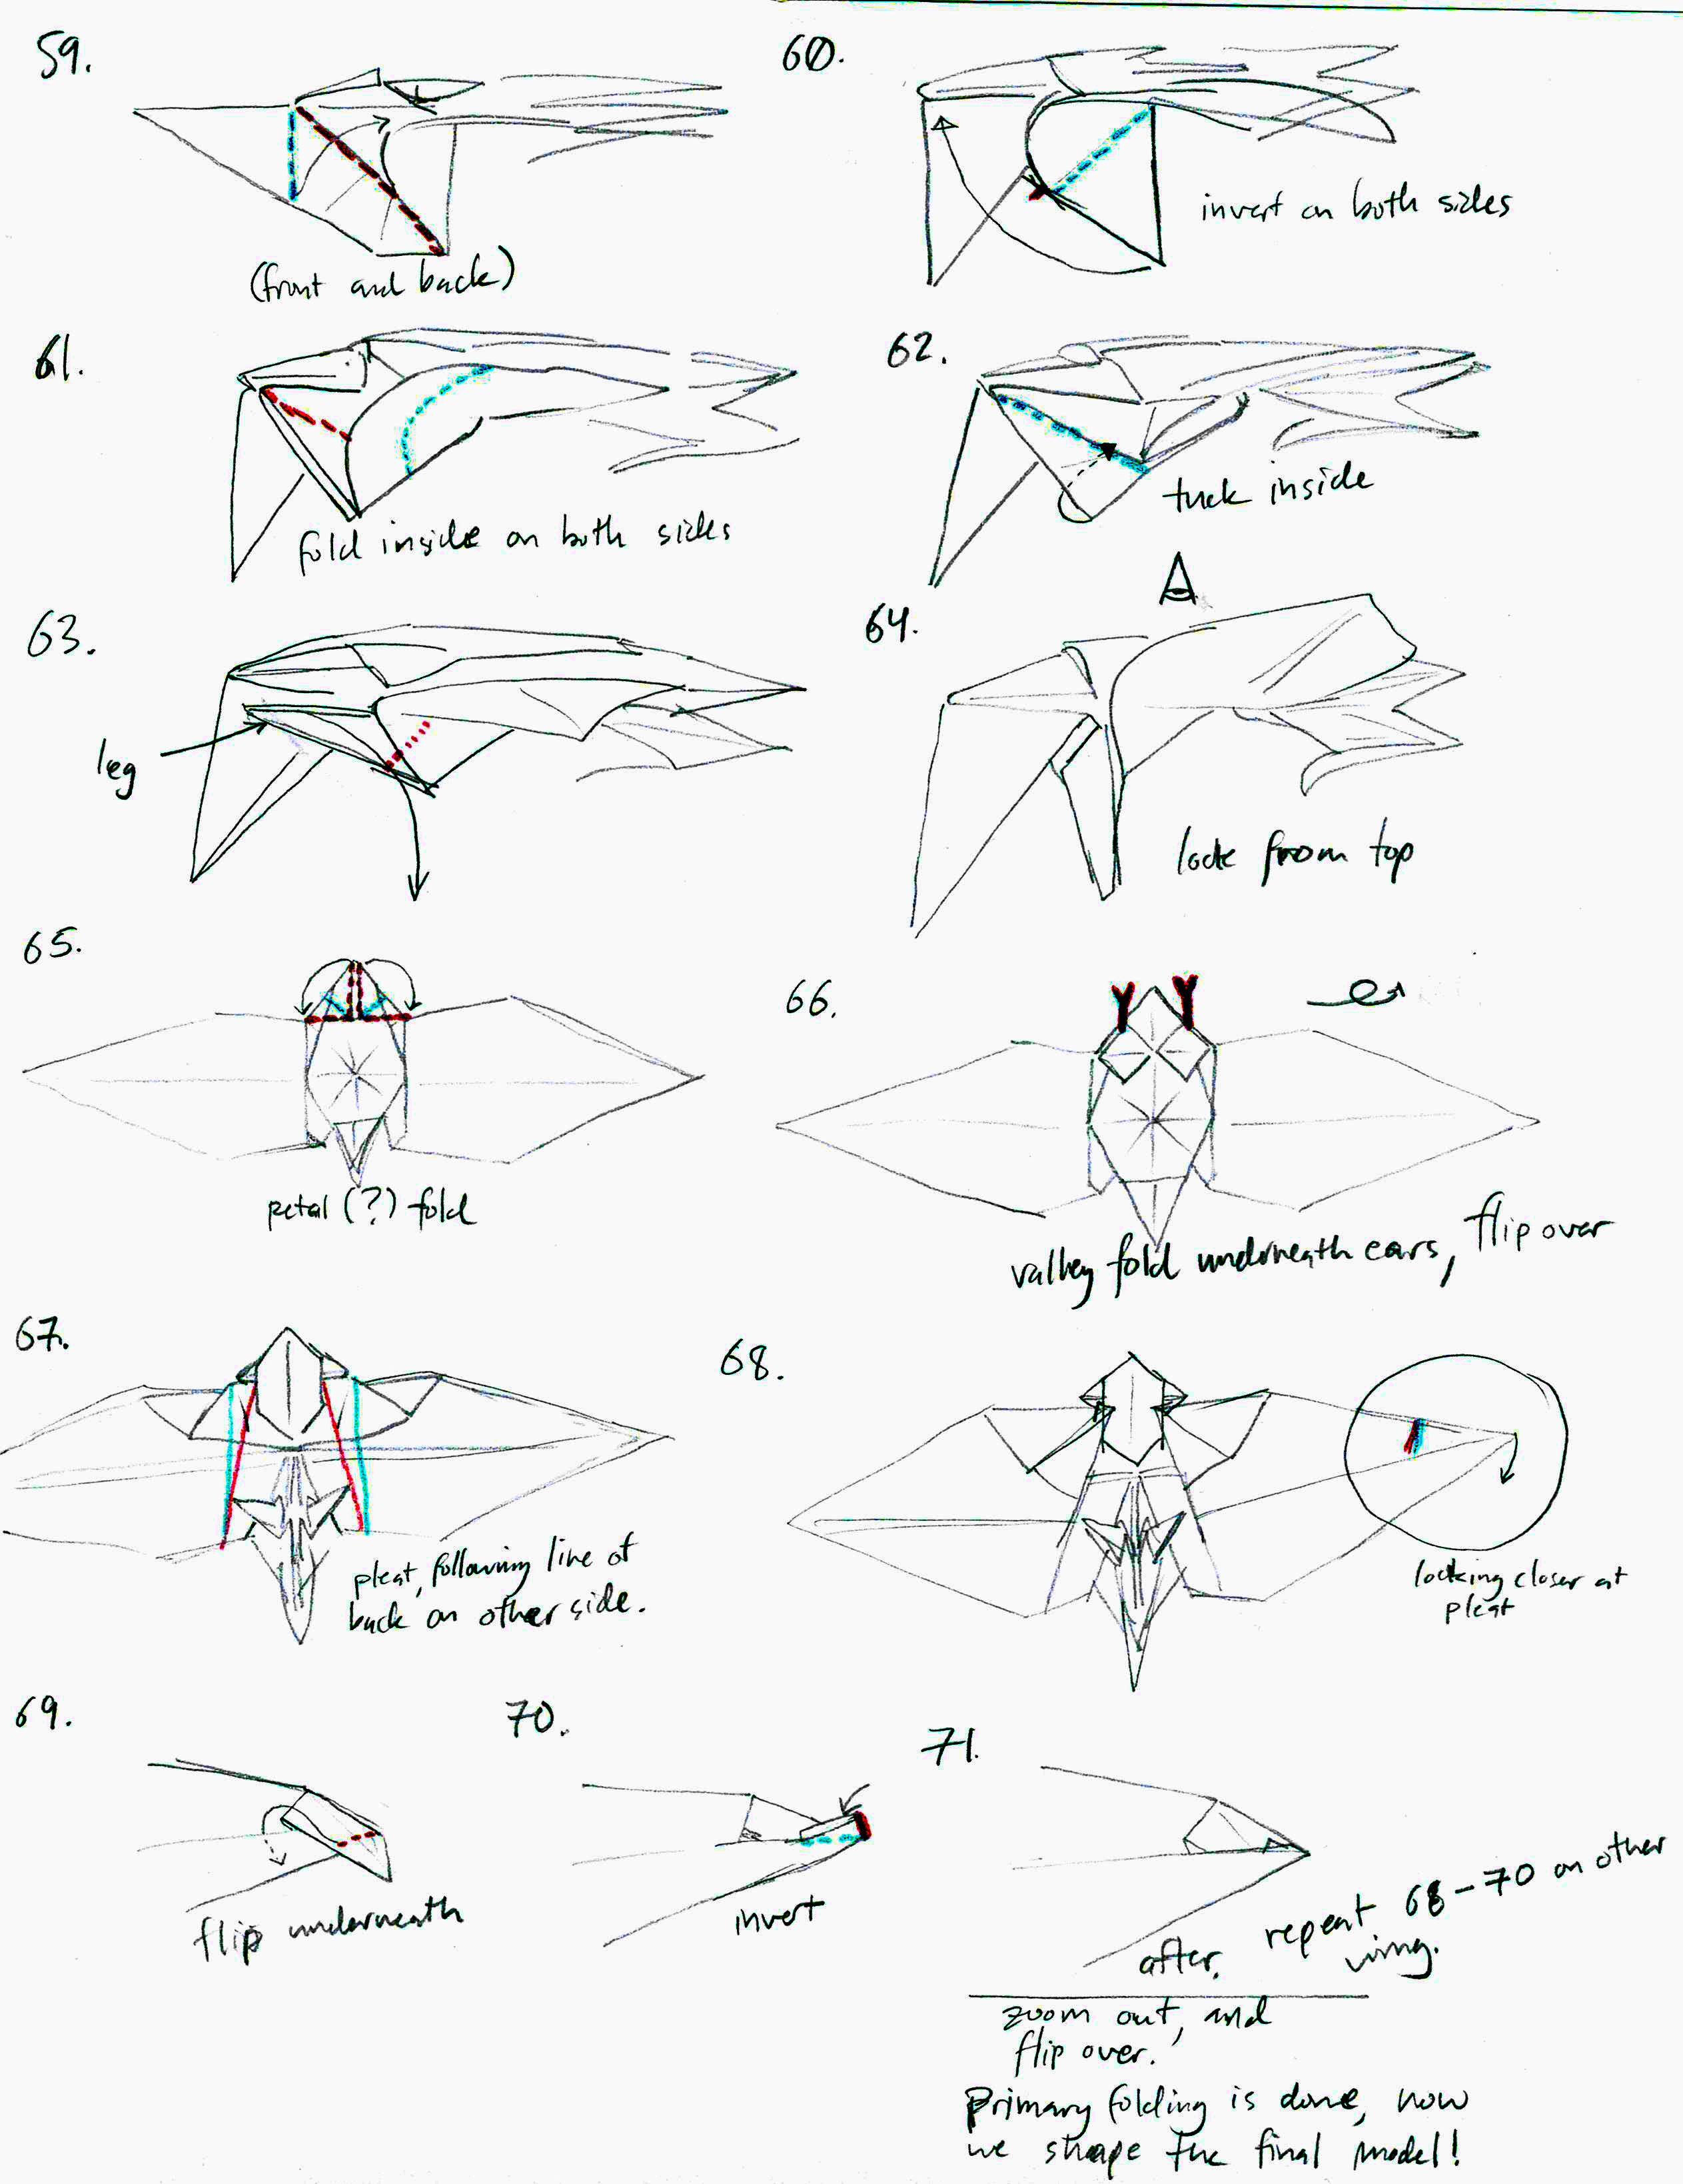 59.
(front and back)
60.
invert on both sides
61.
fold inside on both sides
62.
tuck inside
63.
leg
64.
look from top
65.
petal (?) fold
66.
valley fold underneath ears, flip over
67.
pleat, following line of
back on other side.
68.
looking closer at
pleat
69.
flip underneath
70.
invert
71.
after.
repeat 68-70 on other
wing.
zoom out, and
flip over.
Primary folding is done, now
we shape the final model!